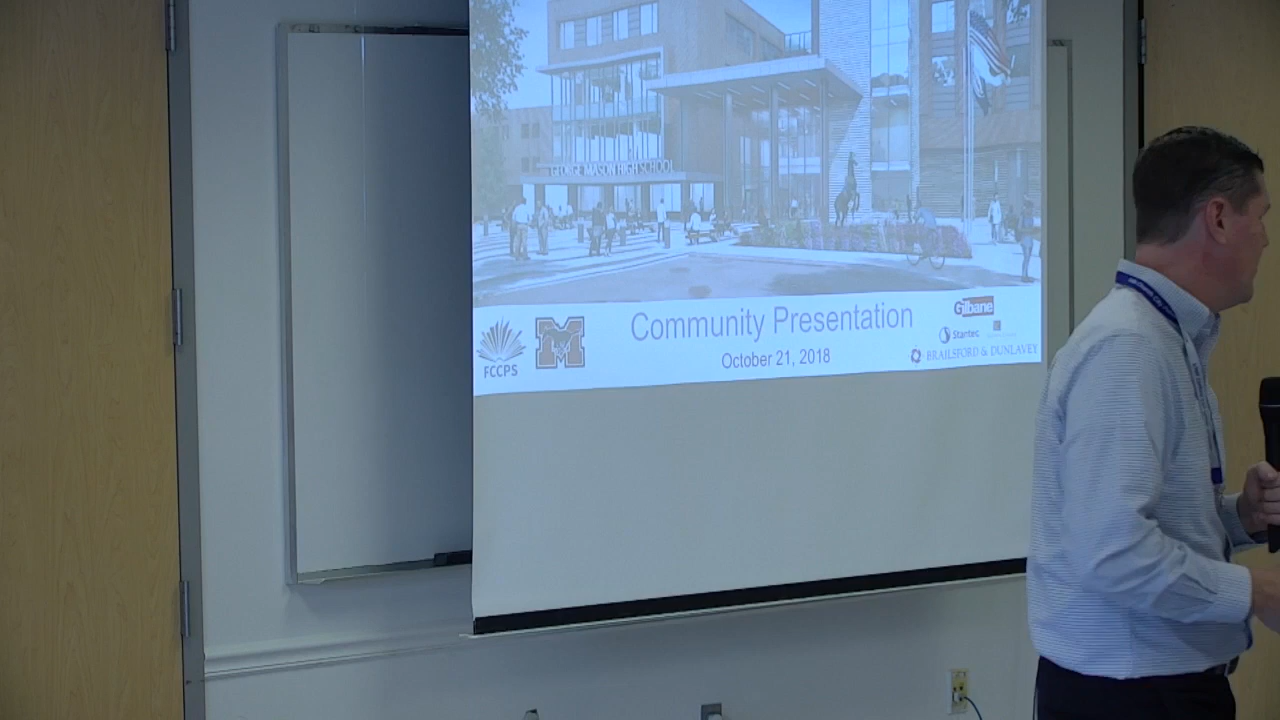 GEORGE MASON HIGH SCHOOL
Community Presentation
October 21, 2018
FCCPS
M
Gilbane
Stantec
BRAILSFORD & DUNLAVEY